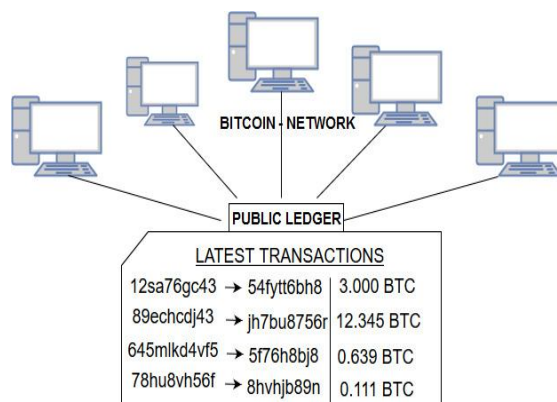 BITCOIN - NETWORK
PUBLIC LEDGER
LATEST TRANSACTIONS
12sa76gc43 → 54fytt6bh8 3.000 BTC
89echcdj43 → jh7bu8756r 12.345 BTC
645mlkd4vf5 → 5f76h8bj8 0.639 BTC
78hu8vh56f → 8hvhjb89n 0.111 BTC